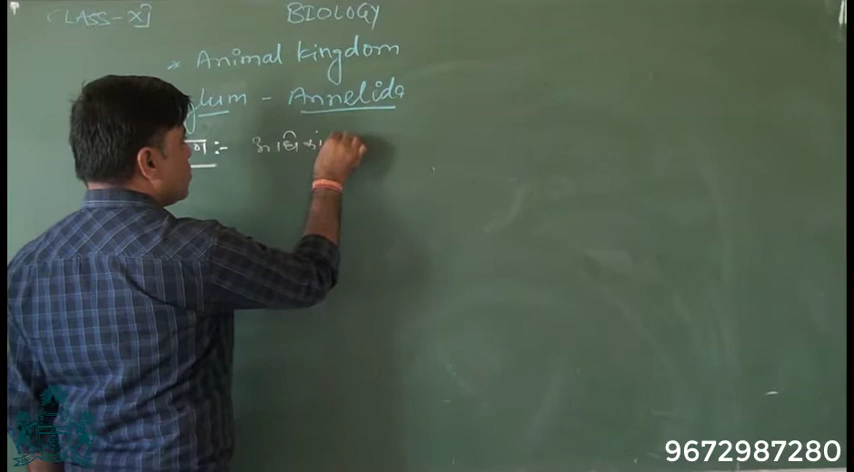 CLASS-XI
BIOLOGY
* Animal kingdom
ylum - Annelida
:-
9672987280